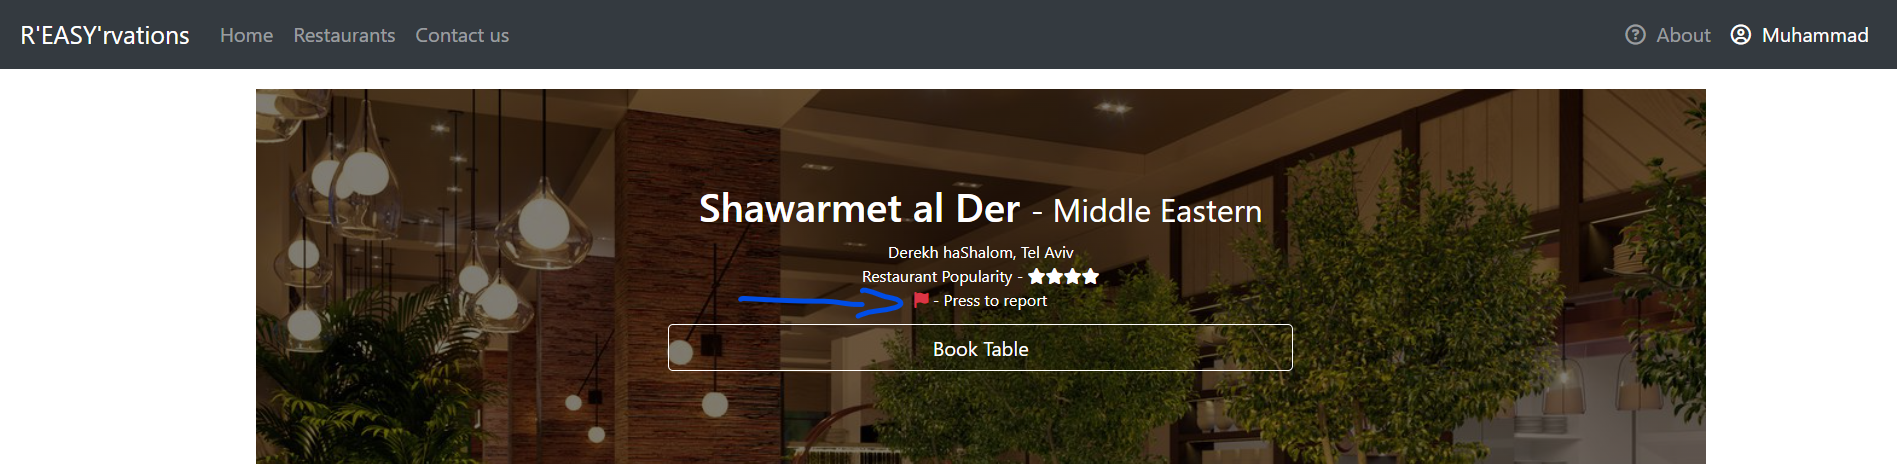 R'EASY'rvations Home Restaurants Contact us About Muhammad
Shawarmet al Der - Middle Eastern
Derekh haShalom, Tel Aviv
Restaurant Popularity -
- Press to report
Book Table